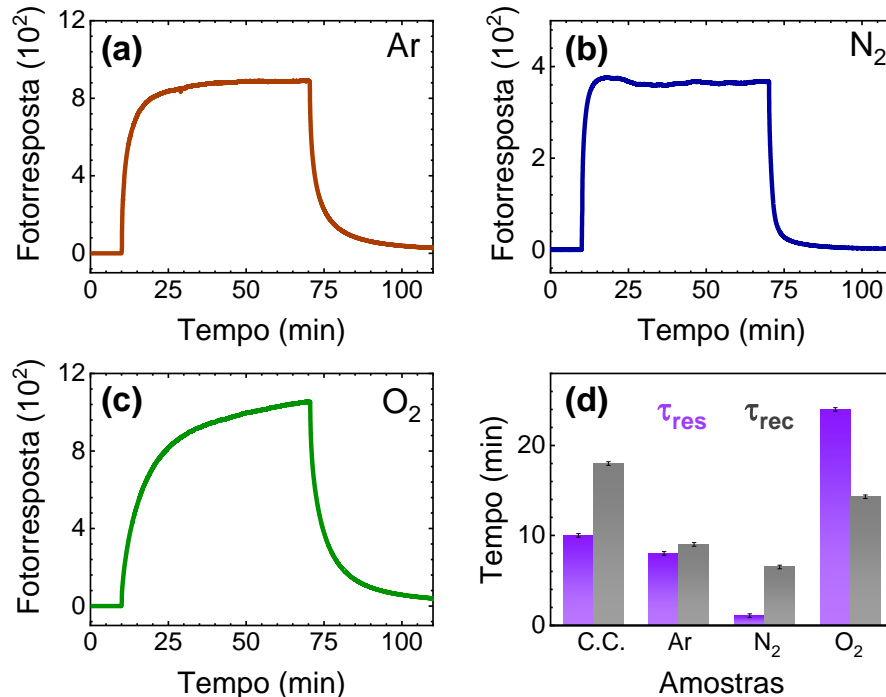 (a)
Ar
Fotorresposta (10²)
12
8
4
0
0 25 50 75 100
Tempo (min)
(b)
N₂
Fotorresposta (10²)
4
2
0
0 25 50 75 100
Tempo (min)
(c)
O₂
Fotorresposta (10²)
12
8
4
0
0 25 50 75 100
Tempo (min)
(d)
τres τrec
Tempo (min)
20
10
0
C.C. Ar N₂ O₂
Amostras